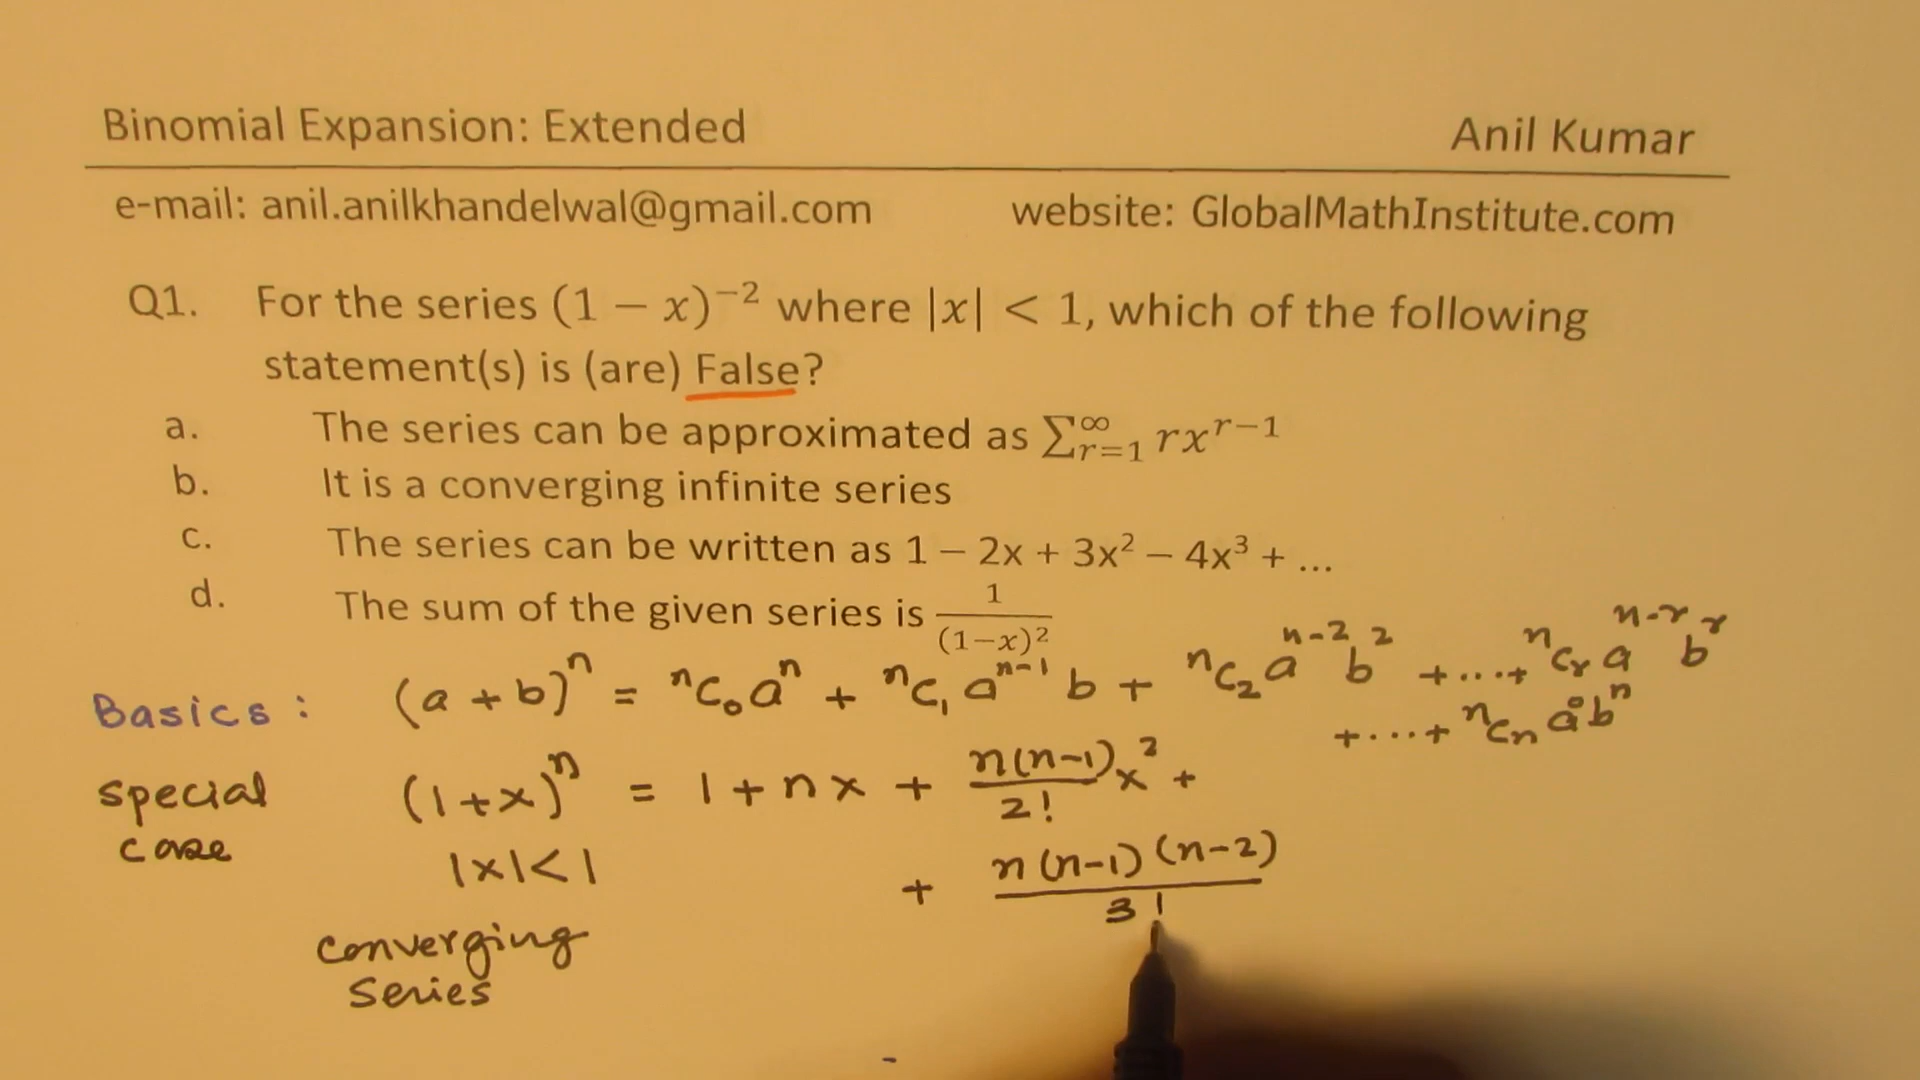 Binomial Expansion: Extended Anil Kumar
e-mail: anil.anilkhandelwal@gmail.com website: GlobalMathInstitute.com
Q1. For the series (1 − x)⁻² where |x| < 1, which of the following
statement(s) is (are) False?
a. The series can be approximated as ∑_{r=1}^{∞} rx^{r−1}
b. It is a converging infinite series
c. The series can be written as 1 – 2x + 3x² – 4x³ + ...
d. The sum of the given series is 1/(1−x)²
Basics: (a + b)ⁿ = ⁿC₀aⁿ + ⁿC₁a^{n-1}b + ⁿC₂a^{n-2}b² +....+ ⁿCᵣa^{n-r}b^r
+....+ ⁿCₙa⁰bⁿ
Special case (1+x)ⁿ = 1 + nx + n(n-1)/2! x² +
|x|<1 + n(n-1)(n-2)/3!
Converging
Series